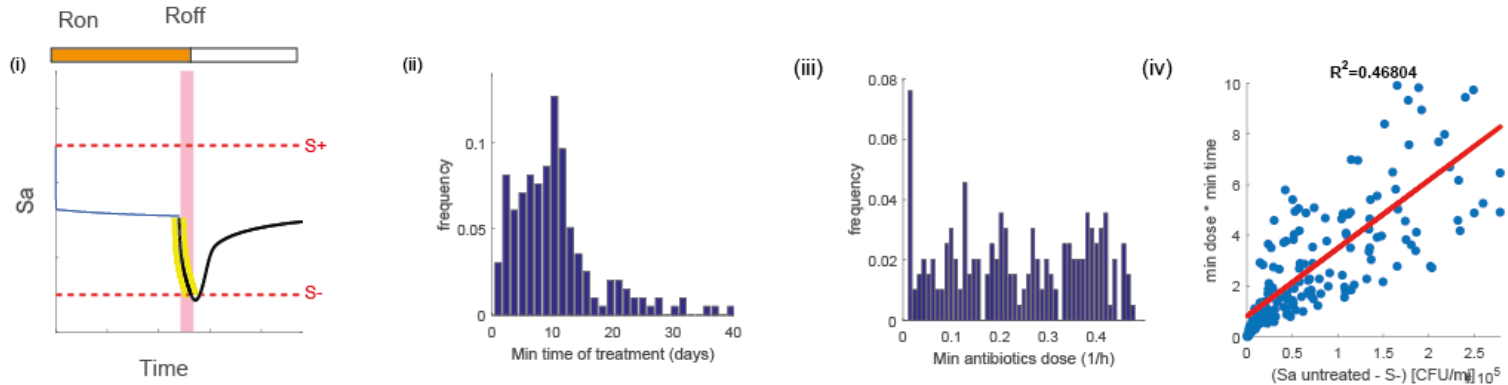 Ron
Roff
(i)
S+
S-
Sa
Time
(ii)
frequency
0.1
0.05
0
0
10
20
30
40
Min time of treatment (days)
(iii)
frequency
0.08
0.06
0.04
0.02
0
0
0.1
0.2
0.3
0.4
Min antibiotics dose (1/h)
(iv)
R²=0.46804
min dose * min time
10
8
6
4
2
0
0
0.5
1
1.5
2
2.5
(Sa untreated - S-) [CFU/ml]
10⁵